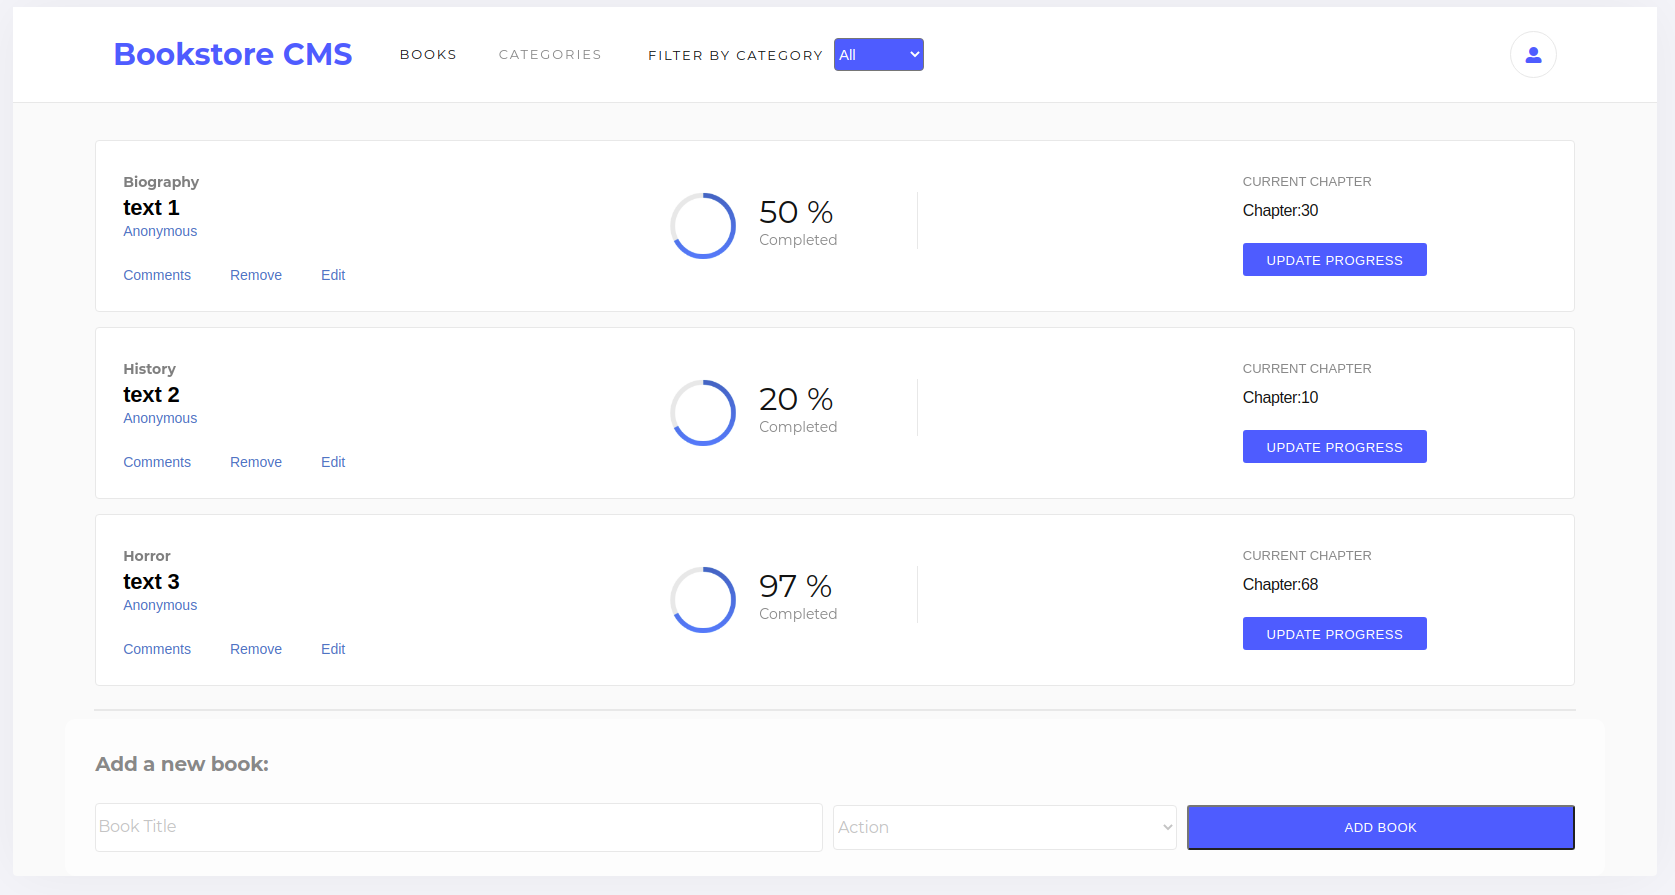 Bookstore CMS BOOKS CATEGORIES FILTER BY CATEGORY All
Biography
text 1
Anonymous
Comments Remove Edit
50 %
Completed
CURRENT CHAPTER
Chapter:30
UPDATE PROGRESS
History
text 2
Anonymous
Comments Remove Edit
20 %
Completed
CURRENT CHAPTER
Chapter:10
UPDATE PROGRESS
Horror
text 3
Anonymous
Comments Remove Edit
97 %
Completed
CURRENT CHAPTER
Chapter:68
UPDATE PROGRESS
Add a new book:
Book Title Action ADD BOOK